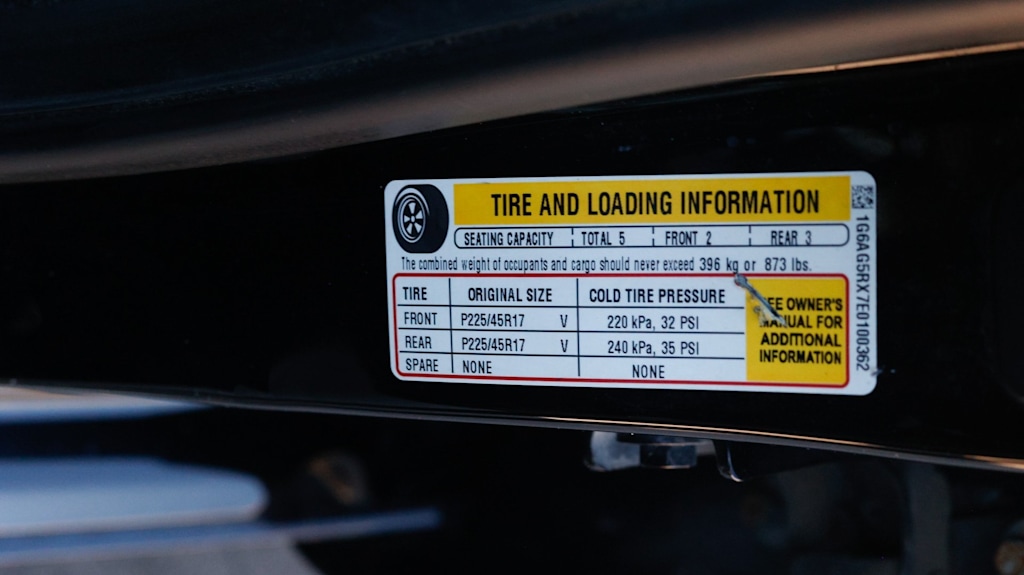 TIRE AND LOADING INFORMATION
SEATING CAPACITY TOTAL 5 FRONT 2 REAR 3
The combined weight of occupants and cargo should never exceed 396 kg or 873 lbs.
TIRE ORIGINAL SIZE COLD TIRE PRESSURE
FRONT P225/45R17 V 220 kPa, 32 PSI
REAR P225/45R17 V 240 kPa, 35 PSI
SPARE NONE NONE
SEE OWNER'S
MANUAL FOR
ADDITIONAL
INFORMATION
1G6AG5RX7E0100362